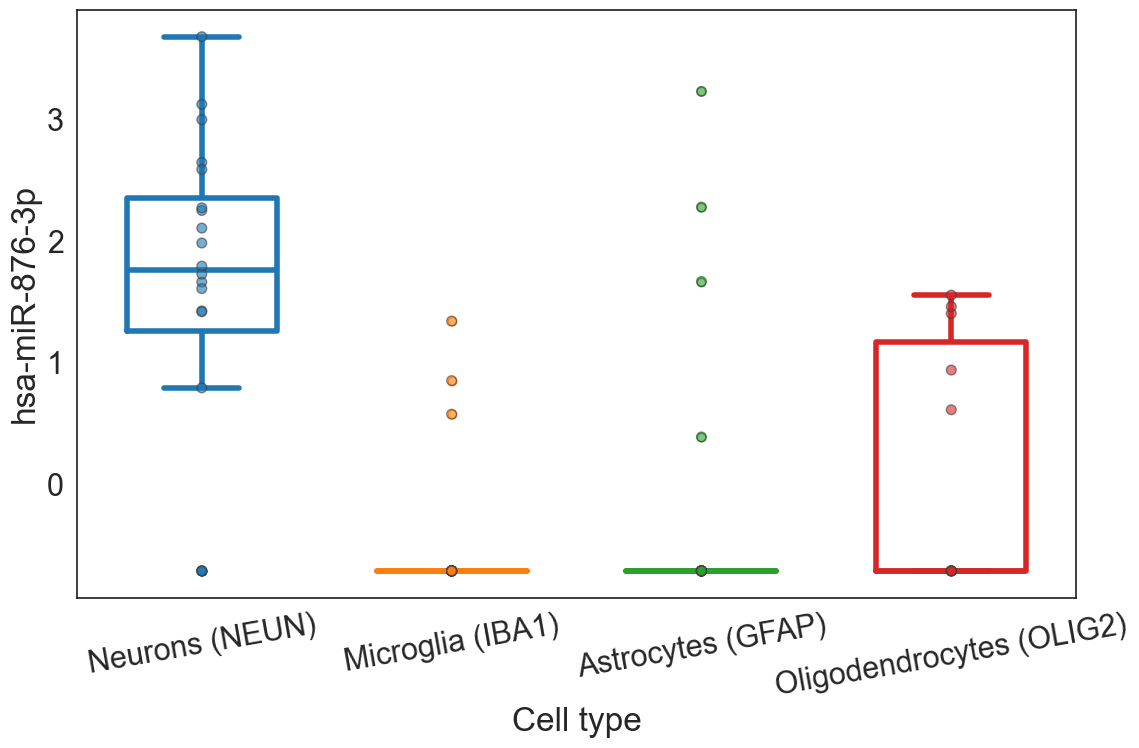 hsa-miR-876-3p
3
2
1
0
Neurons (NEUN)
Microglia (IBA1)
Astrocytes (GFAP)
Oligodendrocytes (OLIG2)
Cell type